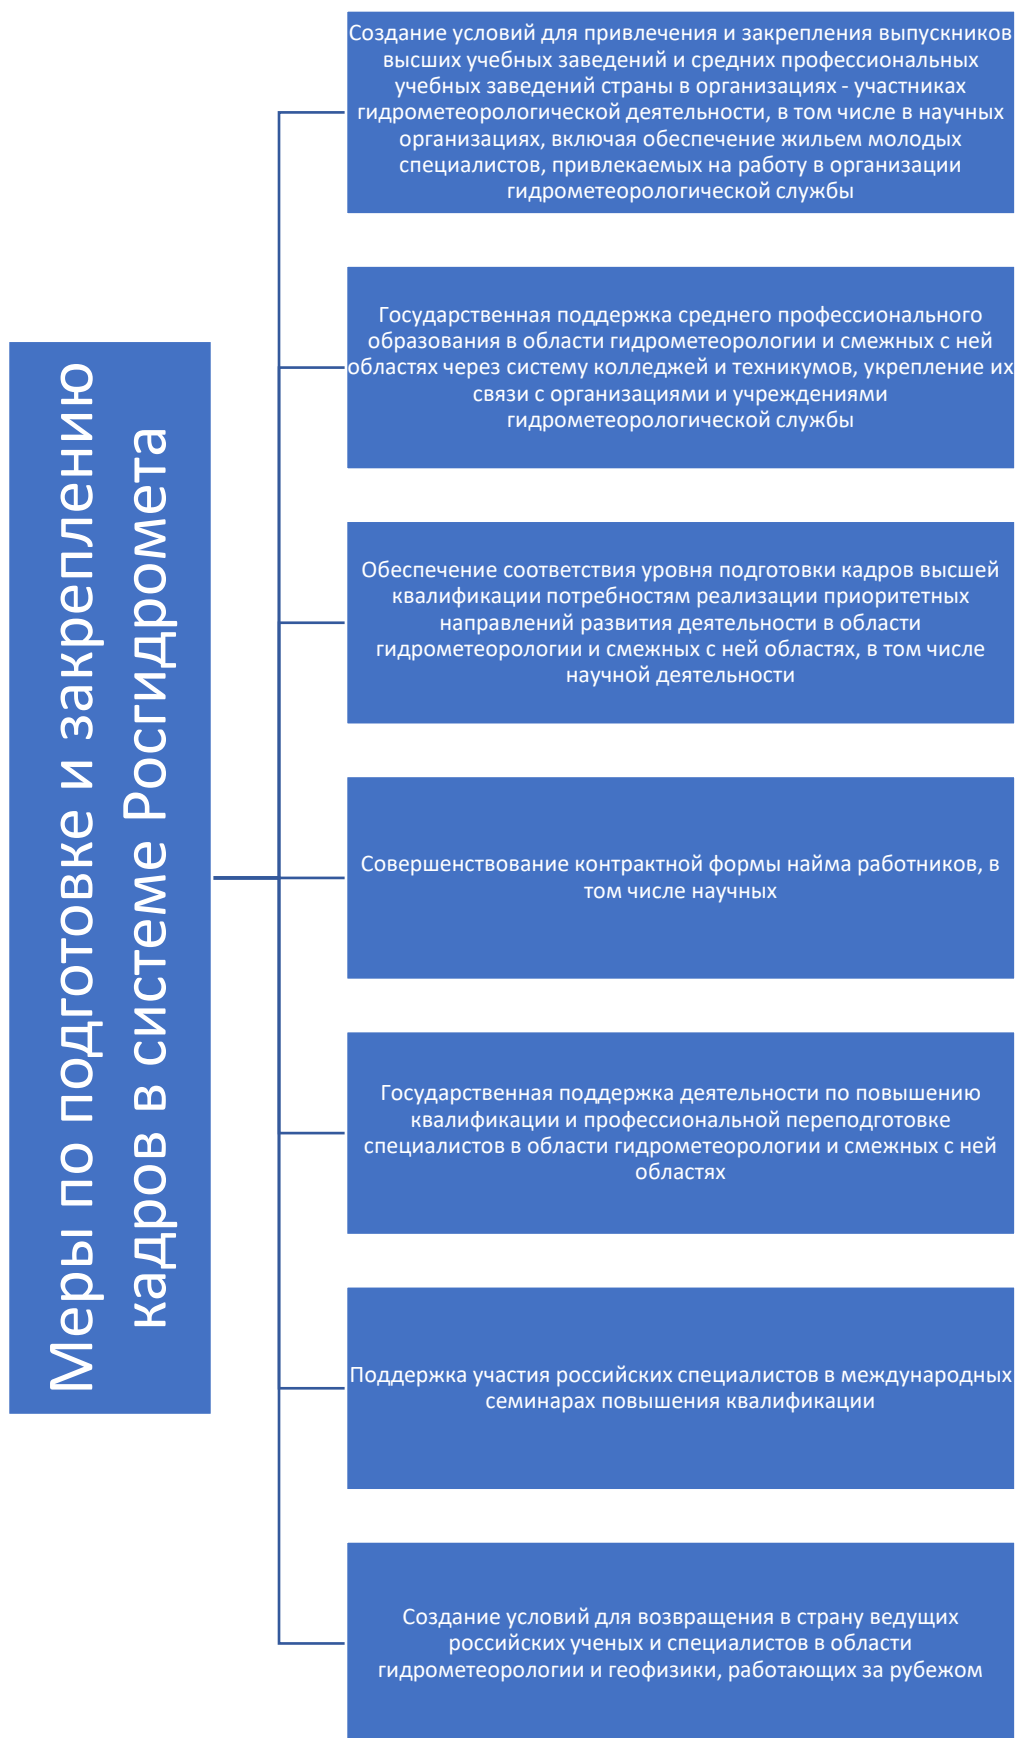 Меры по подготовке и закреплению
кадров в системе Росгидромета
Создание условий для привлечения и закрепления выпускников
высших учебных заведений и средних профессиональных
учебных заведений страны в организациях - участниках
гидрометеорологической деятельности, в том числе в научных
организациях, включая обеспечение жильем молодых
специалистов, привлекаемых на работу в организации
гидрометеорологической службы
Государственная поддержка среднего профессионального
образования в области гидрометеорологии и смежных с ней
областях через систему колледжей и техникумов, укрепление их
связи с организациями и учреждениями
гидрометеорологической службы
Обеспечение соответствия уровня подготовки кадров высшей
квалификации потребностям реализации приоритетных
направлений развития деятельности в области
гидрометеорологии и смежных с ней областях, в том числе
научной деятельности
Совершенствование контрактной формы найма работников, в
том числе научных
Государственная поддержка деятельности по повышению
квалификации и профессиональной переподготовке
специалистов в области гидрометеорологии и смежных с ней
областях
Поддержка участия российских специалистов в международных
семинарах повышения квалификации
Создание условий для возвращения в страну ведущих
российских ученых и специалистов в области
гидрометеорологии и геофизики, работающих за рубежом